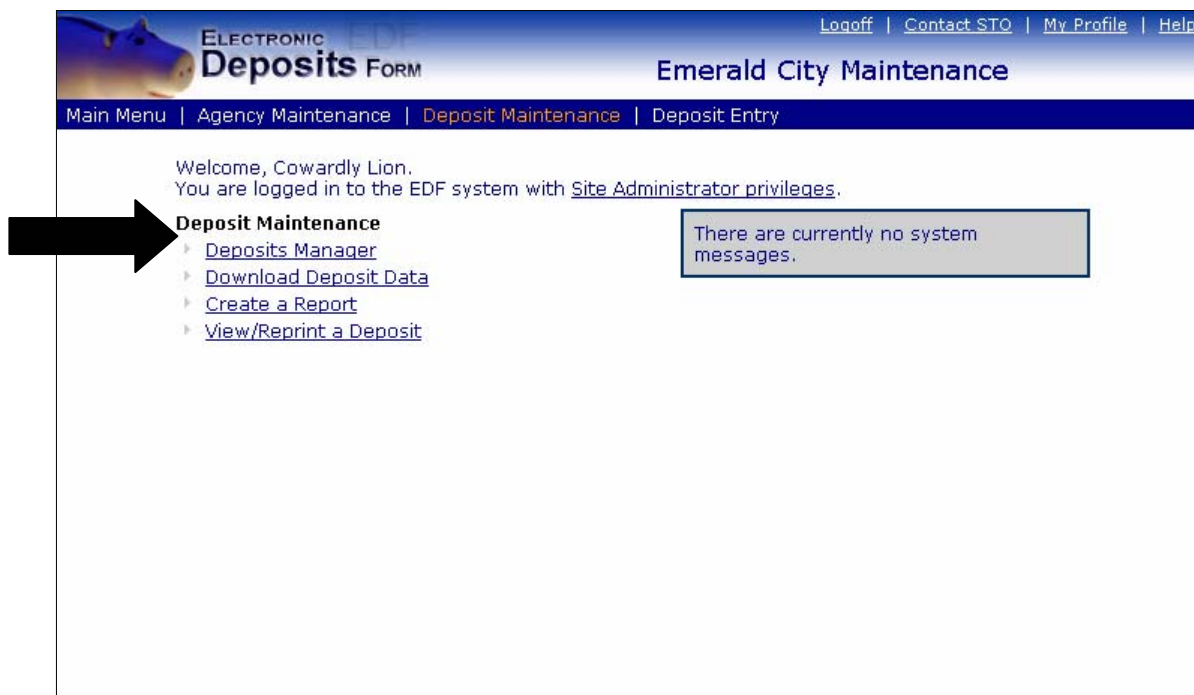 Logoff | Contact STO | My Profile | Help
ELECTRONIC EDF
Deposits FORM
Emerald City Maintenance
Main Menu | Agency Maintenance | Deposit Maintenance | Deposit Entry
Welcome, Cowardly Lion.
You are logged in to the EDF system with Site Administrator privileges.
Deposit Maintenance
Deposits Manager
Download Deposit Data
Create a Report
View/Reprint a Deposit
There are currently no system
messages.